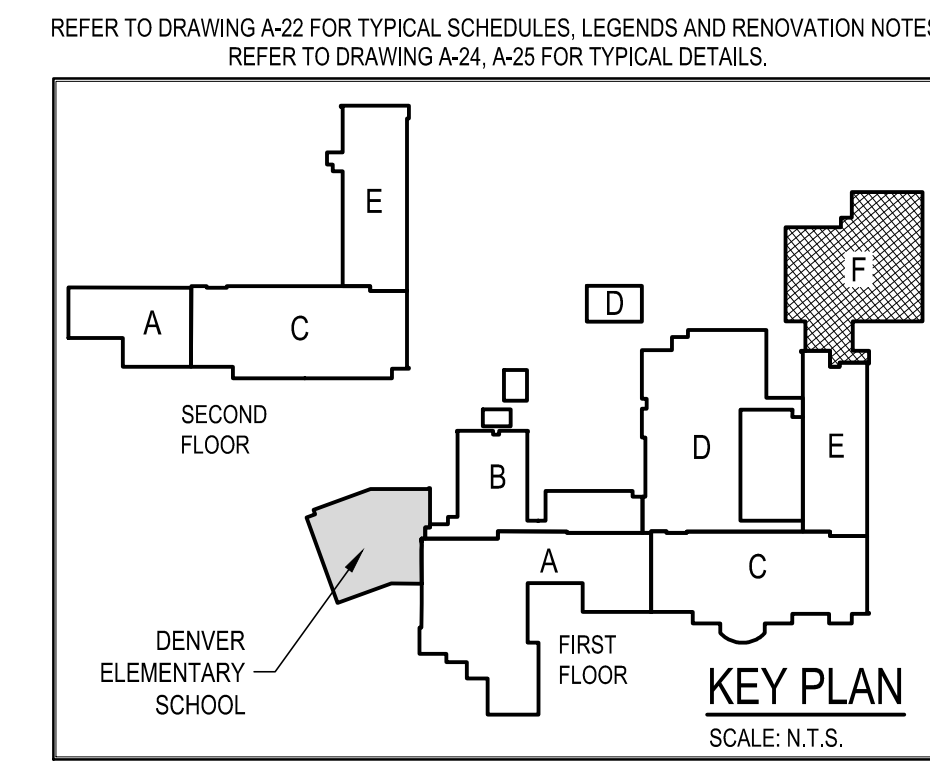 REFER TO DRAWING A-22 FOR TYPICAL SCHEDULES, LEGENDS AND RENOVATION NOTES
REFER TO DRAWING A-24, A-25 FOR TYPICAL DETAILS.
E
A
C
SECOND
FLOOR
F
D
B
D
E
A
C
DENVER
ELEMENTARY
SCHOOL
FIRST
FLOOR
KEY PLAN
SCALE: N.T.S.